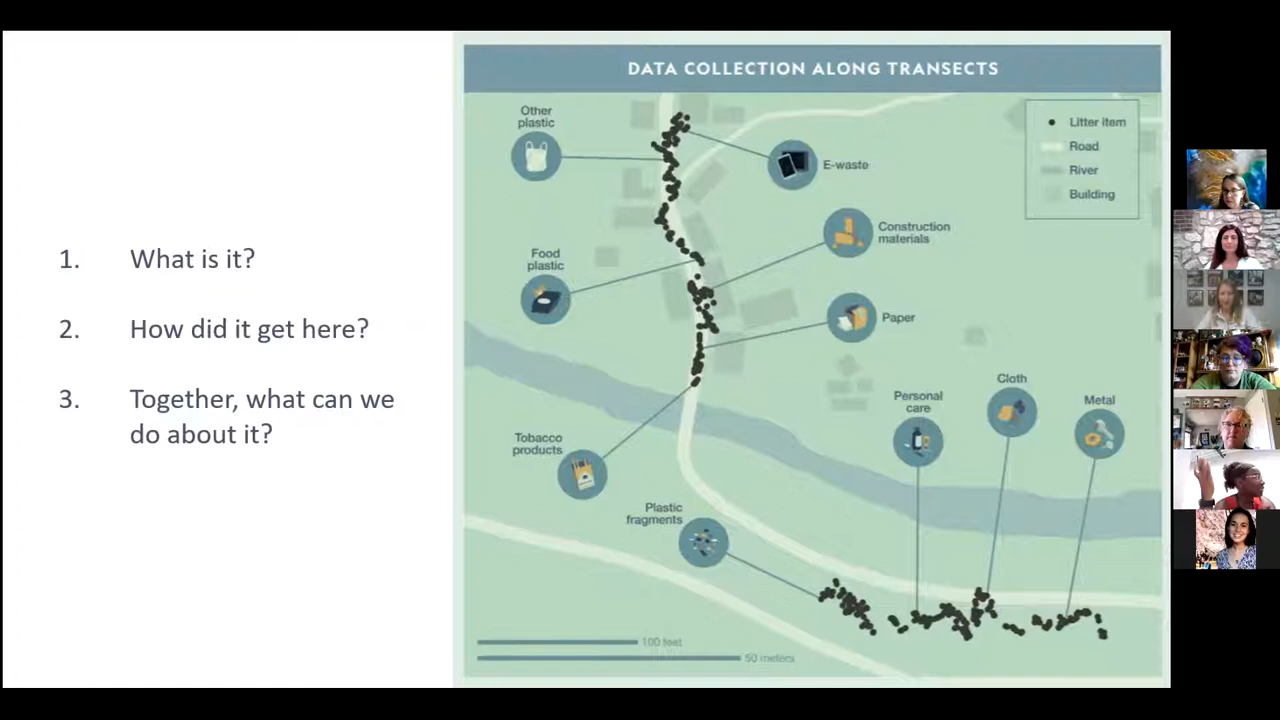 1. What is it?
2. How did it get here?
3. Together, what can we
do about it?
DATA COLLECTION ALONG TRANSECTS
Other
plastic
E-waste
Litter item
Road
River
Building
Construction
materials
Food
plastic
Paper
Personal
care
Cloth
Metal
Tobacco
products
Plastic
fragments
100 feet
50 meters